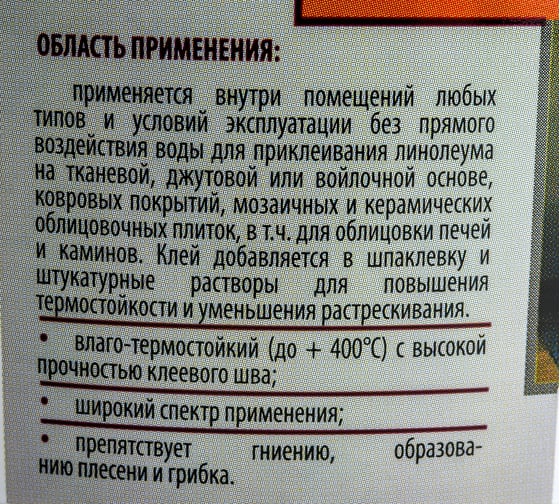 ОБЛАСТЬ ПРИМЕНЕНИЯ:
применяется внутри помещений любых
типов и условий эксплуатации без прямого
воздействия воды для приклеивания линолеума
на тканевой, джутовой или войлочной основе,
ковровых покрытий, мозаичных и керамических
облицовочных плиток, в т.ч. для облицовки печей
и каминов. Клей добавляется в шпаклевку и
штукатурные растворы для повышения
термостойкости и уменьшения растрескивания.
• влаго-термостойкий (до + 400°С) с высокой
прочностью клеевого шва;
• широкий спектр применения;
• препятствует гниению, образова-
нию плесени и грибка.